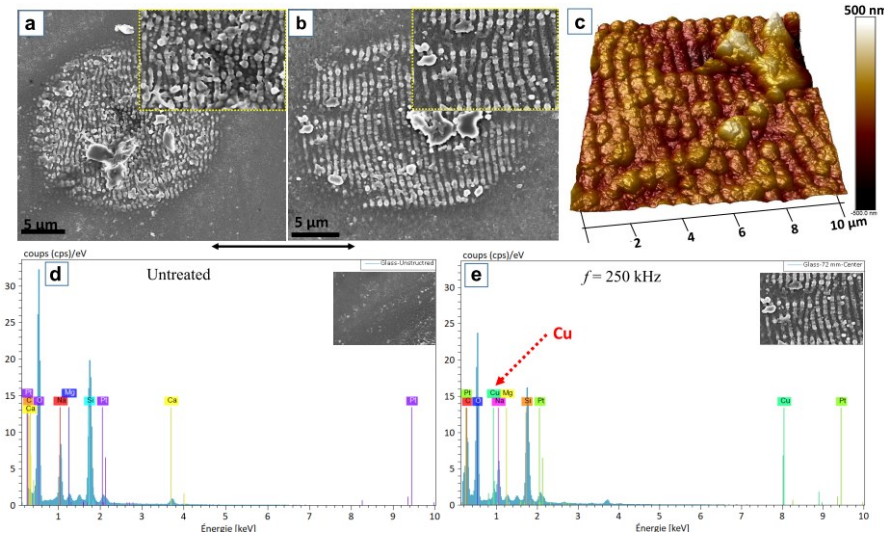 a
5 μm
b
5 μm
c
500 nm
-500.0 nm
2
4
6
8
10 μm
coups (cps)/eV
d
Untreated
Glass-Unstructred
30
25
20
15
10
5
0
Pt
C
Ca
O
Na
Mg
Si
Pt
Ca
Pt
1 2 3 4 5 6 7 8 9 10
Énergie [keV]
coups (cps)/eV
e
f = 250 kHz
Glass-72 mm-Center
Cu
30
25
20
15
10
5
0
Pt
C
O
Cu
Na
Mg
Si
Pt
Cu
Pt
1 2 3 4 5 6 7 8 9 10
Énergie [keV]